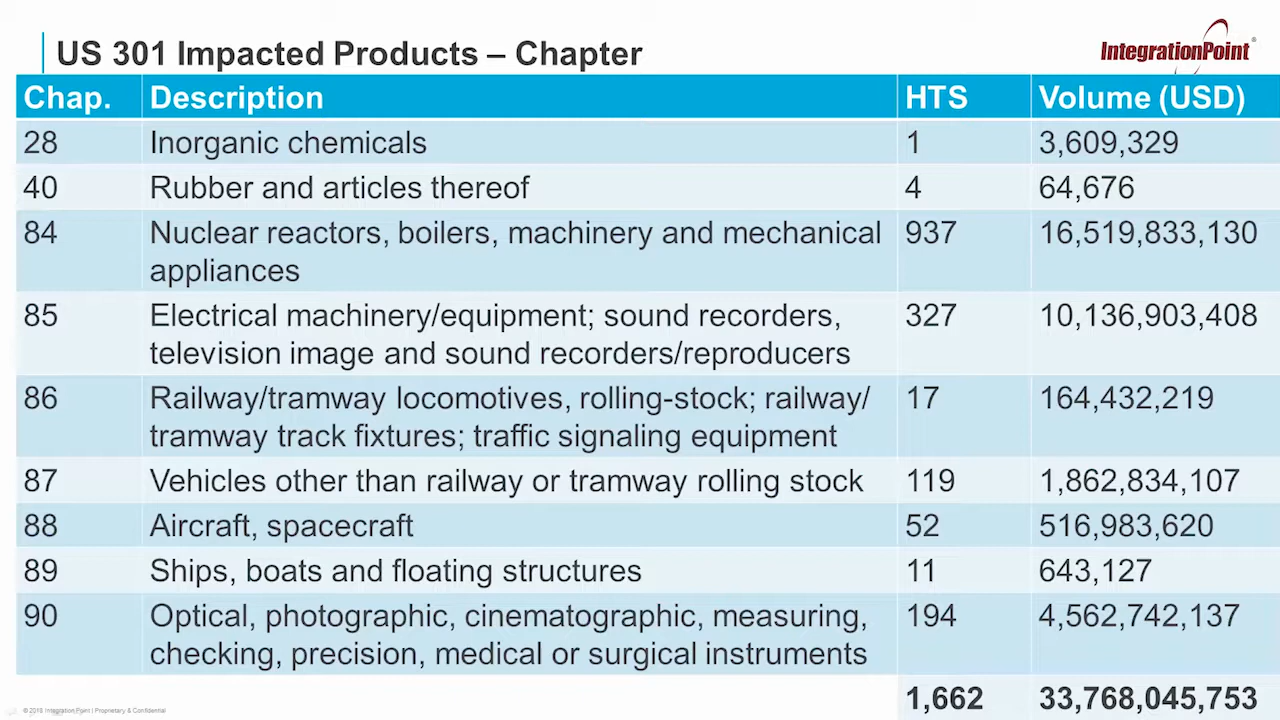 US 301 Impacted Products – Chapter
IntegrationPoint®
Chap. Description HTS Volume (USD)
28 Inorganic chemicals 1 3,609,329
40 Rubber and articles thereof 4 64,676
84 Nuclear reactors, boilers, machinery and mechanical 937 16,519,833,130
appliances
85 Electrical machinery/equipment; sound recorders, 327 10,136,903,408
television image and sound recorders/reproducers
86 Railway/tramway locomotives, rolling-stock; railway/ 17 164,432,219
tramway track fixtures; traffic signaling equipment
87 Vehicles other than railway or tramway rolling stock 119 1,862,834,107
88 Aircraft, spacecraft 52 516,983,620
89 Ships, boats and floating structures 11 643,127
90 Optical, photographic, cinematographic, measuring, 194 4,562,742,137
checking, precision, medical or surgical instruments
1,662 33,768,045,753
© 2018 Integration Point | Proprietary & Confidential